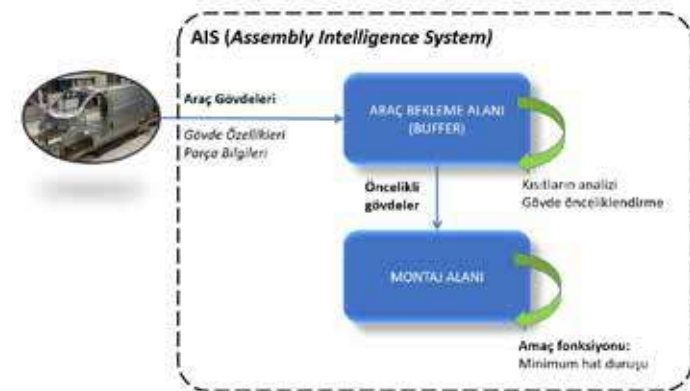 AIS (Assembly Intelligence System)
Araç Gövdeleri
Gövde Özellikleri
Parça Bilgileri
ARAÇ BEKLEME ALANI
(BUFFER)
Kısıtların analizi
Gövde önceliklendirme
Öncelikli
gövdeler
MONTAJ ALANI
Amaç fonksiyonu:
Minimum hat duruşu